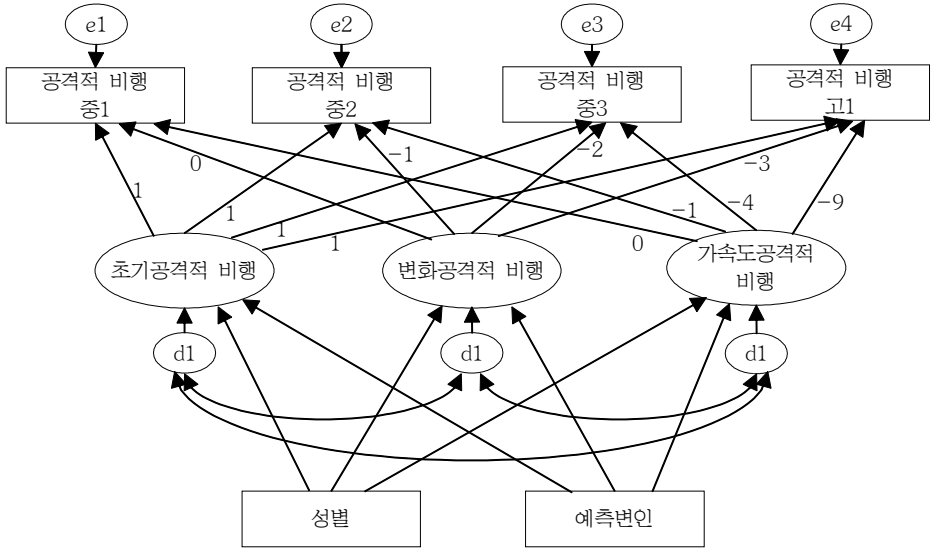 e1
e2
e3
e4
공격적 비행
중1
공격적 비행
중2
공격적 비행
중3
공격적 비행
고1
0
-1
-2
-3
1
1
1
1
0
-1
-4
-9
초기공격적 비행
변화공격적 비행
가속도공격적
비행
d1
d1
d1
성별
예측변인